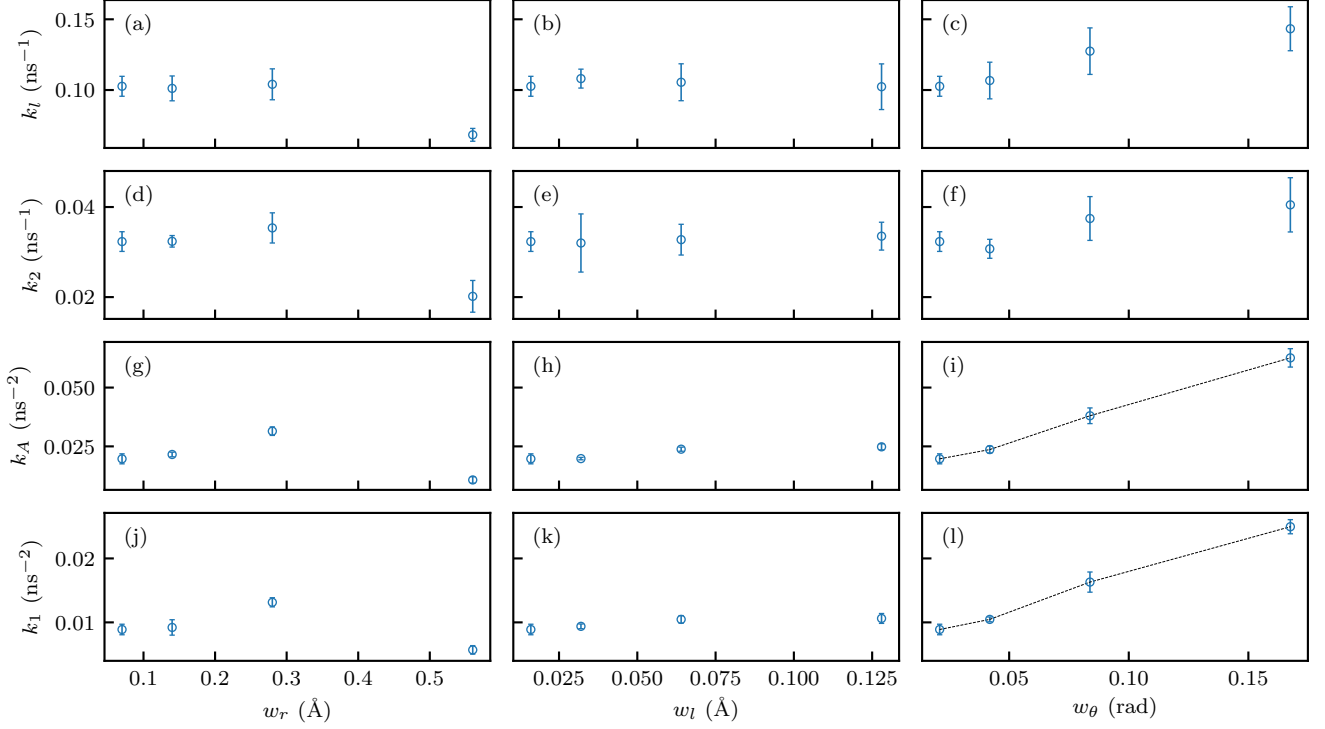 (a) (b) (c)
0.15
0.10
k_l (ns⁻¹)
(d) (e) (f)
0.04
0.02
k_2 (ns⁻¹)
(g) (h) (i)
0.050
0.025
k_A (ns⁻²)
(j) (k) (l)
0.02
0.01
k_1 (ns⁻²)
0.1 0.2 0.3 0.4 0.5 0.025 0.050 0.075 0.100 0.125 0.05 0.10 0.15
w_r (Å) w_l (Å) w_θ (rad)